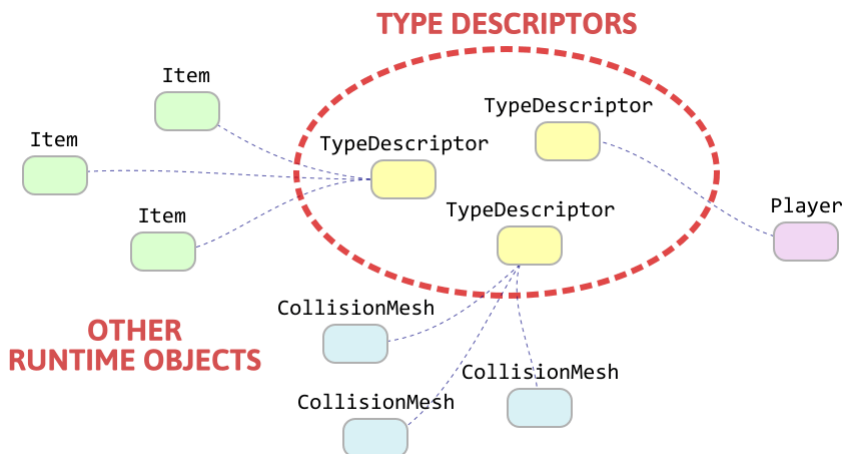 TYPE DESCRIPTORS
Item
TypeDescriptor
Item
TypeDescriptor
Item
TypeDescriptor
Player
CollisionMesh
OTHER
RUNTIME OBJECTS
CollisionMesh
CollisionMesh